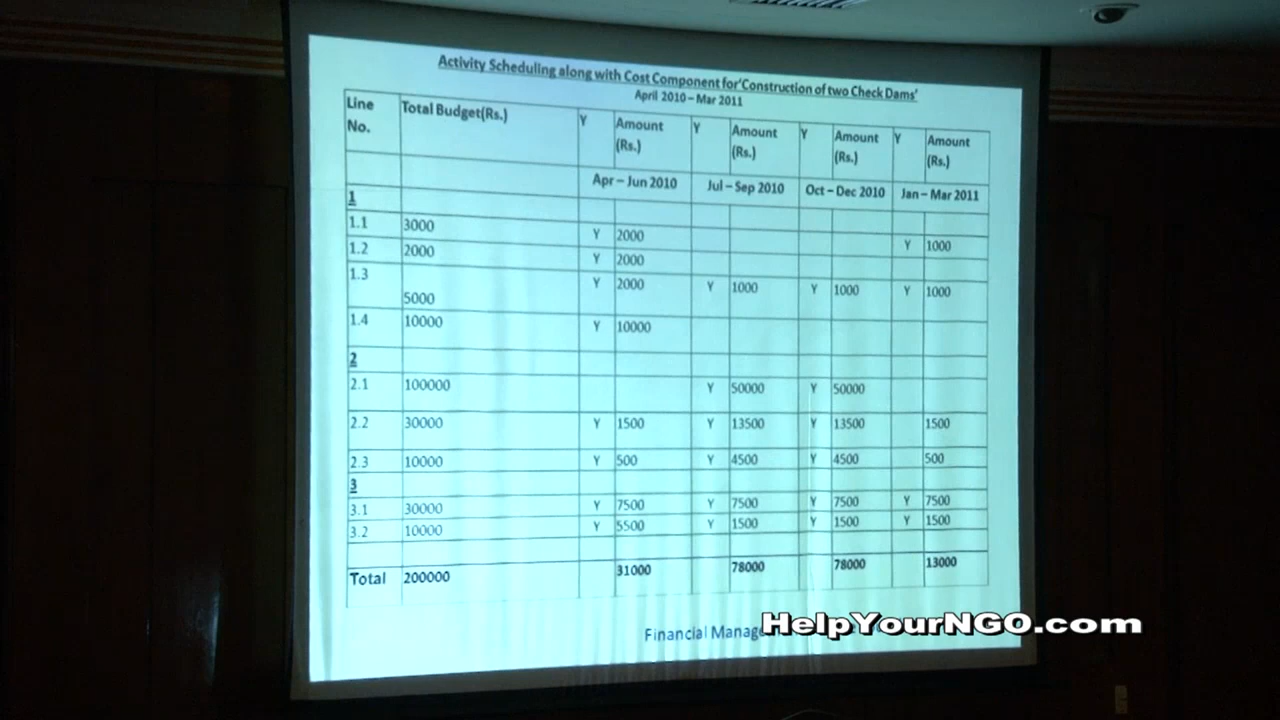 Activity Scheduling along with Cost Component for'Construction of two Check Dams'
April 2010 – Mar 2011
Line No. Total Budget(Rs.) Y Amount (Rs.) Y Amount (Rs.) Y Amount (Rs.) Y Amount (Rs.)
Apr – Jun 2010 Jul – Sep 2010 Oct – Dec 2010 Jan – Mar 2011
1
1.1 3000 Y 2000 Y 1000
1.2 2000 Y 2000
1.3 5000 Y 2000 Y 1000 Y 1000 Y 1000
1.4 10000 Y 10000
2
2.1 100000 Y 50000 Y 50000
2.2 30000 Y 1500 Y 13500 Y 13500 1500
2.3 10000 Y 500 Y 4500 Y 4500 500
3
3.1 30000 Y 7500 Y 7500 Y 7500 Y 7500
3.2 10000 Y 5500 Y 1500 Y 1500 Y 1500
Total 200000 31000 78000 78000 13000
Financial
HelpYourNGO.com